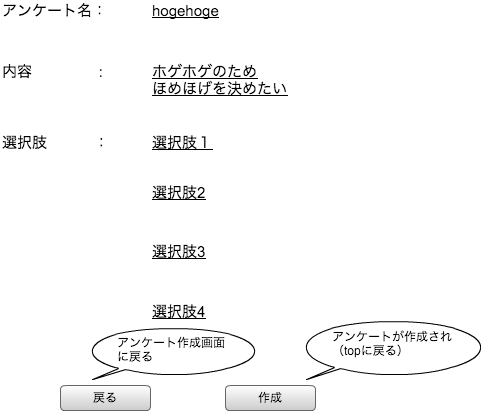 アンケート名： hogehoge
内容 ： ホゲホゲのため
ほめほげを決めたい
選択肢 ： 選択肢１
選択肢2
選択肢3
選択肢4
アンケート作成画面
に戻る
アンケートが作成され
（topに戻る）
戻る
作成